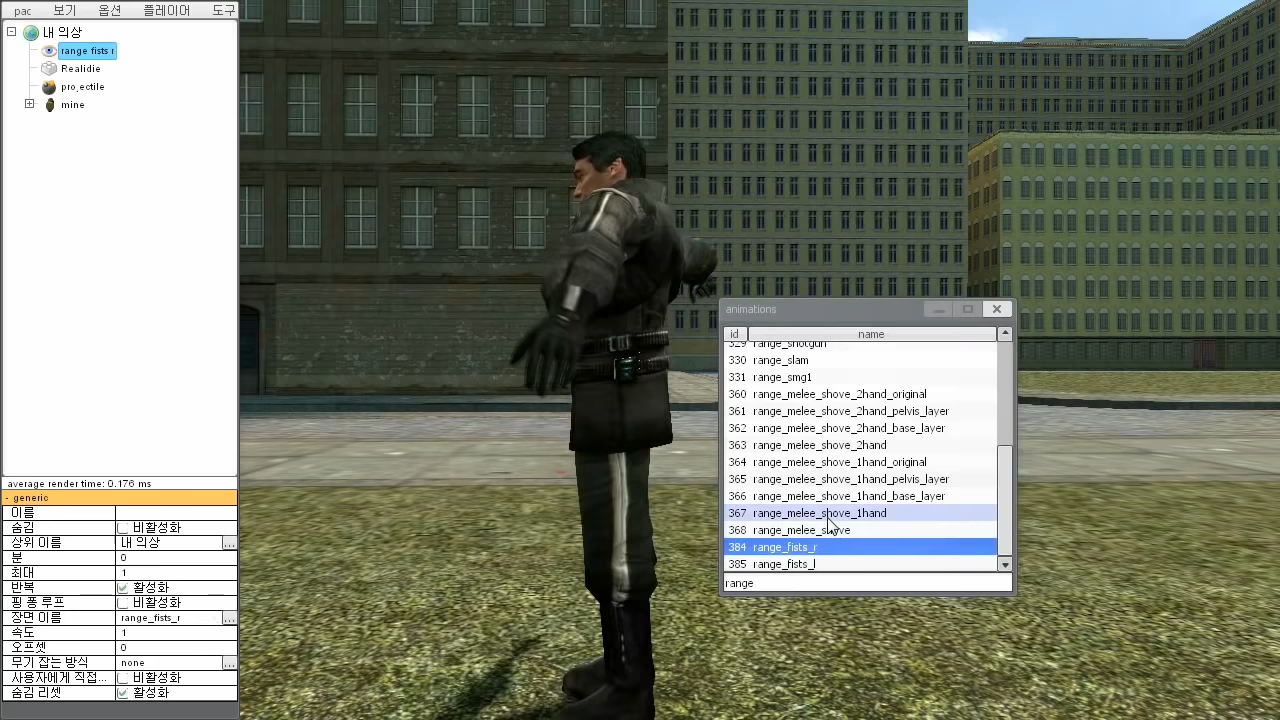 pac 보기 옵션 플레이어 도구
내 의상
range fists r
Realidie
pro,ectile
mine
average render time: 0.176 ms
- generic
이름
숨김 비활성화
상위 이름 내 의상 ...
분 0
최대 1
반복 활성화
핑 퐁 루프 비활성화
장면 이름 range_fists_r ...
속도 1
오프셋 0
무기 잡는 방식 none ...
사용자에게 직접... 비활성화
숨김 리셋 활성화
animations
id name
329 range_shotgun
330 range_slam
331 range_smg1
360 range_melee_shove_2hand_original
361 range_melee_shove_2hand_pelvis_layer
362 range_melee_shove_2hand_base_layer
363 range_melee_shove_2hand
364 range_melee_shove_1hand_original
365 range_melee_shove_1hand_pelvis_layer
366 range_melee_shove_1hand_base_layer
367 range_melee_shove_1hand
368 range_melee_shove
384 range_fists_r
385 range_fists_l
range